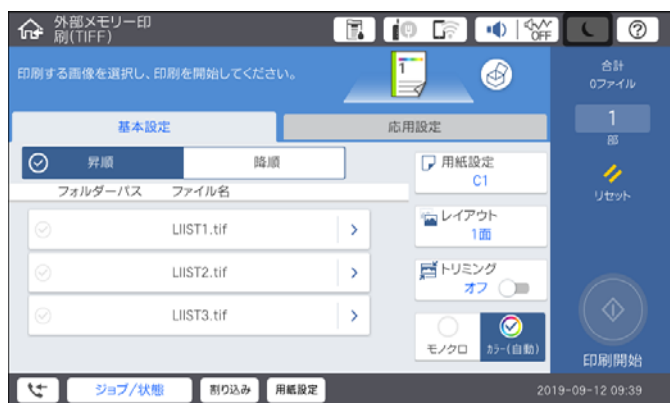 外部メモリー印
刷(TIFF)
OFF
印刷する画像を選択し、印刷を開始してください。
1
合計
0ファイル
基本設定
応用設定
1
部
昇順
降順
用紙設定
C1
リセット
フォルダーパス ファイル名
LIIST1.tif
レイアウト
1面
LIIST2.tif
トリミング
オフ
LIIST3.tif
モノクロ
カラー(自動)
印刷開始
ジョブ/状態
割り込み
用紙設定
2019-09-12 09:39